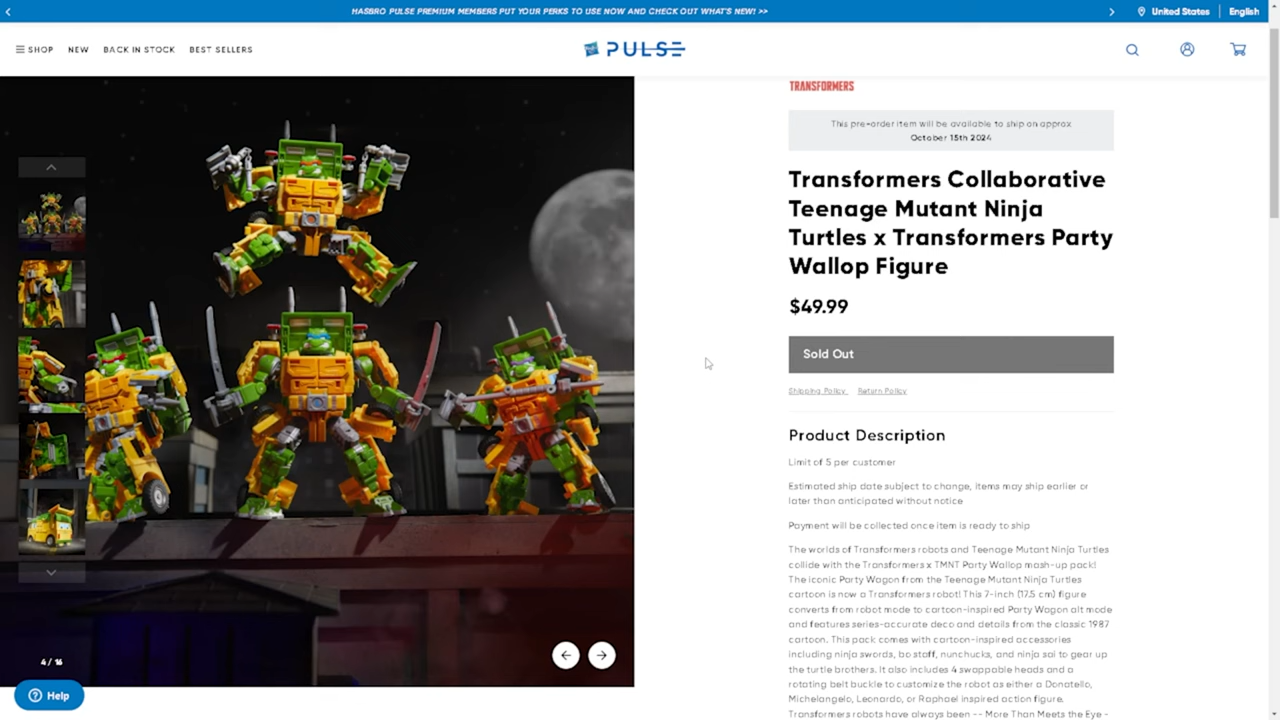 HASBRO PULSE PREMIUM MEMBERS PUT YOUR PERKS TO USE NOW AND CHECK OUT WHAT'S NEW! >>
United States
English
SHOP
NEW
BACK IN STOCK
BEST SELLERS
PULSE
TRANSFORMERS
This pre-order item will be available to ship on approx
October 15th 2024
Transformers Collaborative
Teenage Mutant Ninja
Turtles x Transformers Party
Wallop Figure
$49.99
Sold Out
Shipping Policy
Return Policy
Product Description
Limit of 5 per customer
Estimated ship date subject to change, items may ship earlier or
later than anticipated without notice
Payment will be collected once item is ready to ship
The worlds of Transformers robots and Teenage Mutant Ninja Turtles
collide with the Transformers x TMNT Party Wallop mash-up pack!
The iconic Party Wagon from the Teenage Mutant Ninja Turtles
cartoon is now a Transformers robot! This 7-inch (17.5 cm) figure
converts from robot mode to cartoon-inspired Party Wagon alt mode
and features series-accurate deco and details from the classic 1987
cartoon. This pack comes with cartoon-inspired accessories
including ninja swords, bo staff, nunchucks, and ninja sai to gear up
the turtle brothers. It also includes 4 swappable heads and a
rotating belt buckle to customize the robot as either a Donatello,
Michelangelo, Leonardo, or Raphael inspired action figure.
Transformers robots have always been -- More Than Meets the Eye -
4 / 16
Help